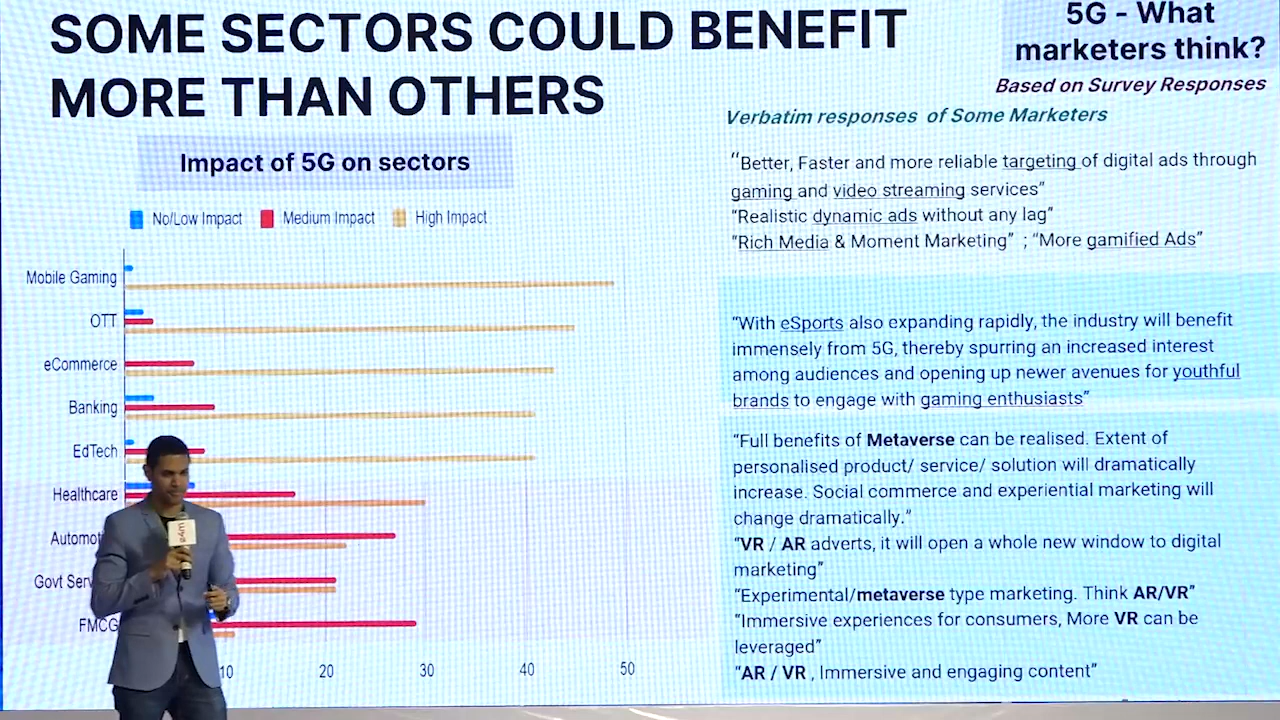 SOME SECTORS COULD BENEFIT
MORE THAN OTHERS
5G - What
marketers think?
Based on Survey Responses
Impact of 5G on sectors
No/Low Impact
Medium Impact
High Impact
Mobile Gaming
OTT
eCommerce
Banking
EdTech
Healthcare
Automot
Govt Serv
FMCG
10
20
30
40
50
Verbatim responses of Some Marketers
“Better, Faster and more reliable targeting of digital ads through
gaming and video streaming services”
“Realistic dynamic ads without any lag”
“Rich Media & Moment Marketing” ; “More gamified Ads”
“With eSports also expanding rapidly, the industry will benefit
immensely from 5G, thereby spurring an increased interest
among audiences and opening up newer avenues for youthful
brands to engage with gaming enthusiasts”
“Full benefits of Metaverse can be realised. Extent of
personalised product/ service/ solution will dramatically
increase. Social commerce and experiential marketing will
change dramatically.”
“VR / AR adverts, it will open a whole new window to digital
marketing”
“Experimental/metaverse type marketing. Think AR/VR”
“Immersive experiences for consumers, More VR can be
leveraged”
“AR / VR , Immersive and engaging content”